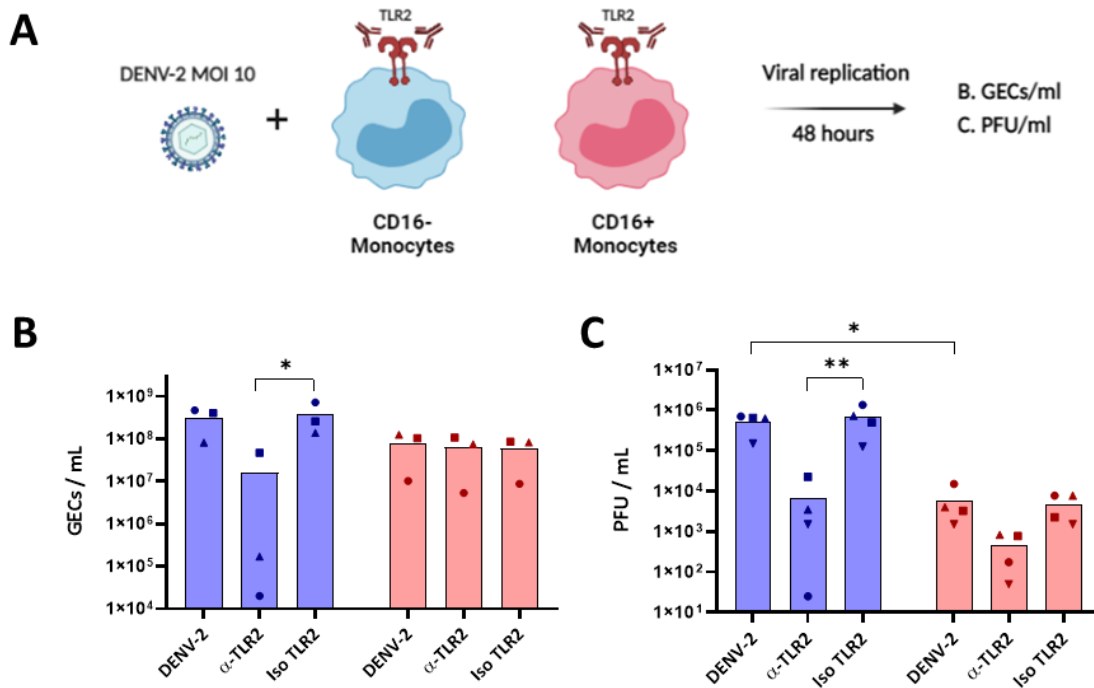 A
TLR2
TLR2
DENV-2 MOI 10
+
Viral replication
48 hours
B. GECs/ml
C. PFU/ml
CD16-
Monocytes
CD16+
Monocytes
B
GECs / mL
1×10⁹
1×10⁸
1×10⁷
1×10⁶
1×10⁵
1×10⁴
*
DENV-2
α-TLR2
Iso TLR2
DENV-2
α-TLR2
Iso TLR2
C
PFU / mL
1×10⁷
1×10⁶
1×10⁵
1×10⁴
1×10³
1×10²
1×10¹
*
**
DENV-2
α-TLR2
Iso TLR2
DENV-2
α-TLR2
Iso TLR2